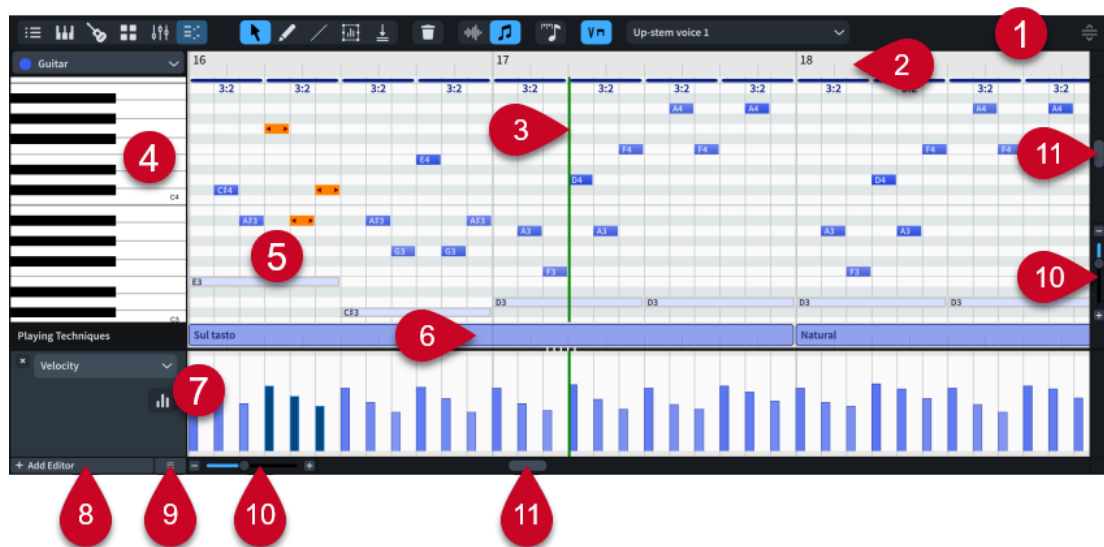 Up-stem voice 1
1
Guitar
16
17
18
2
3:2 3:2 3:2 3:2 3:2 3:2 3:2 3:2 3:2 3:2 3:2
A4 A4 A4 A4
3
4
E4 F4 F4 F4 F4
11
C♯4 D4 D4
C4
A♯3 A♯3 A♯3 A3 A3 A3 A3
5
G3 G3
F3 F3
10
E3
D3 D3 D3 D3
C♯3
C3
Playing Techniques
Sul tasto
6
Natural
Velocity
7
+ Add Editor
8
9
10
11